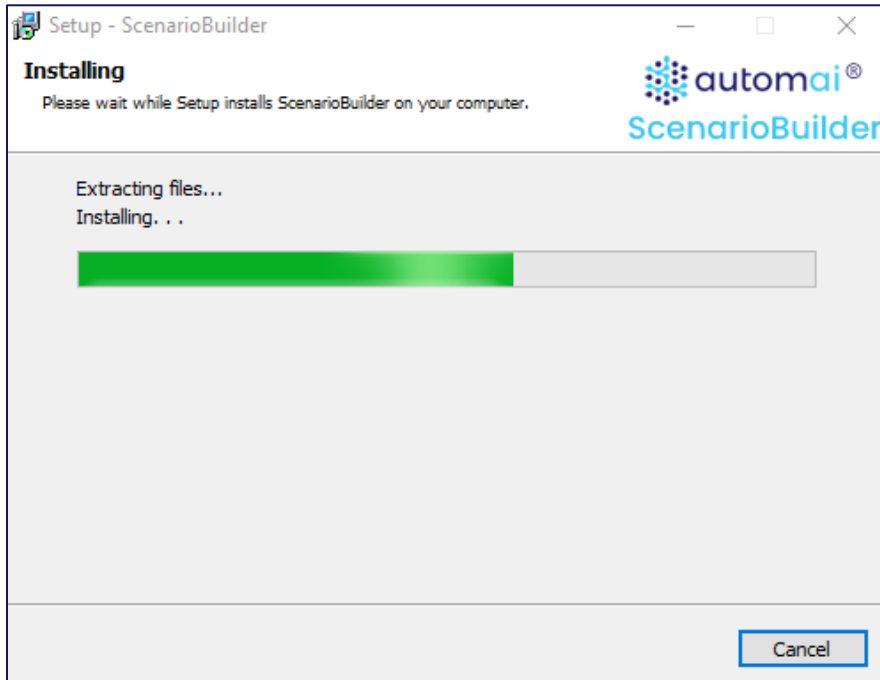 Setup - ScenarioBuilder
Installing
Please wait while Setup installs ScenarioBuilder on your computer.
automai®
ScenarioBuilder
Extracting files...
Installing. . .
Cancel